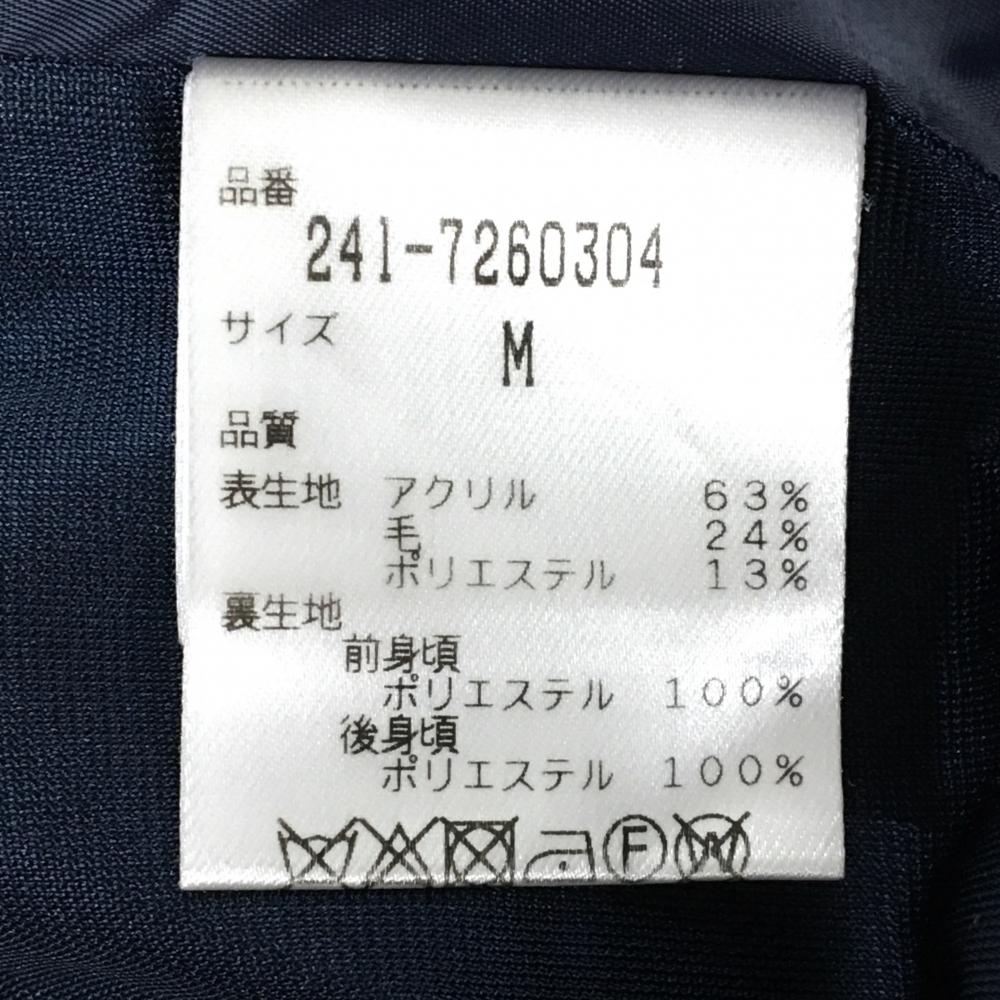 品番
241-7260304
サイズ M
品質
表生地 アクリル 63%
毛 24%
ポリエステル 13%
裏生地
前身頃
ポリエステル 100%
後身頃
ポリエステル 100%
F W